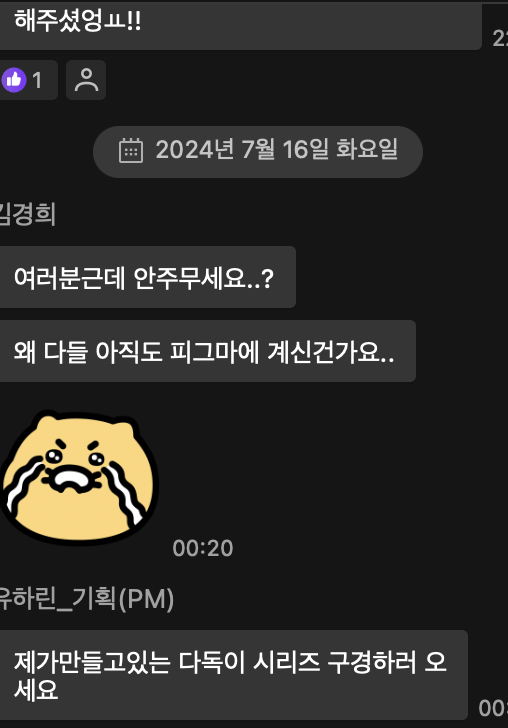 해주셨엉ㅛ!!
1
2024년 7월 16일 화요일
김경희
여러분근데 안주무세요..?
왜 다들 아직도 피그마에 계신건가요..
00:20
유하린_기획(PM)
제가만들고있는 다독이 시리즈 구경하러 오
세요